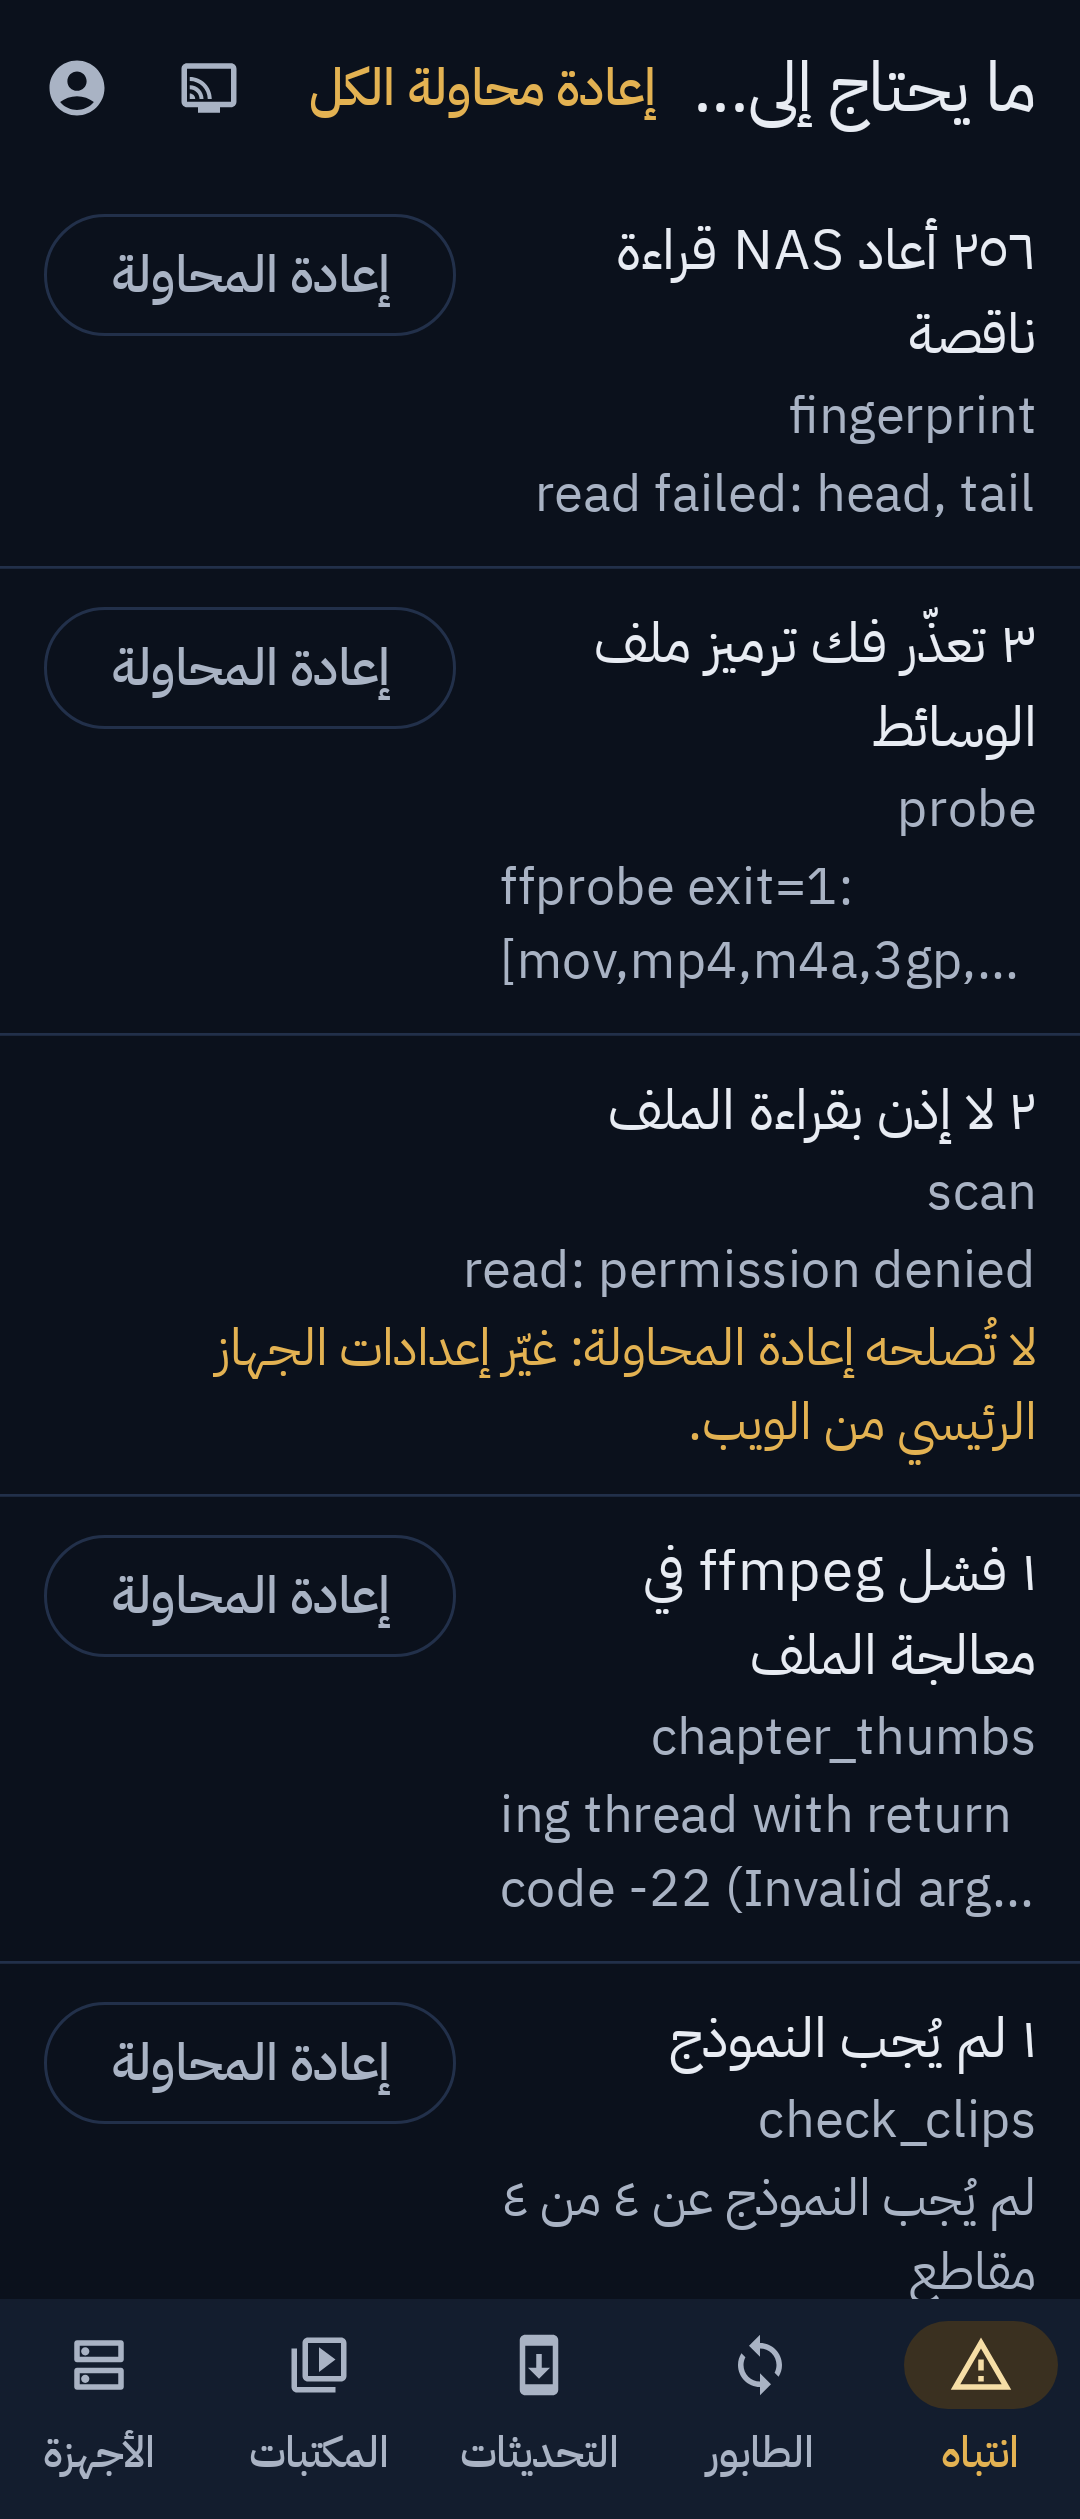 ما يحتاج إلى...
إعادة محاولة الكل
٢٥٦ أعاد NAS قراءة
ناقصة
إعادة المحاولة
fingerprint
read failed: head, tail
٣ تعذّر فك ترميز ملف
الوسائط
إعادة المحاولة
probe
ffprobe exit=1:
[mov,mp4,m4a,3gp,...
٢ لا إذن بقراءة الملف
scan
read: permission denied
لا تُصلحه إعادة المحاولة: غيّر إعدادات الجهاز
الرئيسي من الويب.
١ فشل ffmpeg في
معالجة الملف
إعادة المحاولة
chapter_thumbs
ing thread with return
code -22 (Invalid arg...
١ لم يُجب النموذج
إعادة المحاولة
check_clips
لم يُجب النموذج عن ٤ من ٤
مقاطع
انتباه
الطابور
التحديثات
المكتبات
الأجهزة